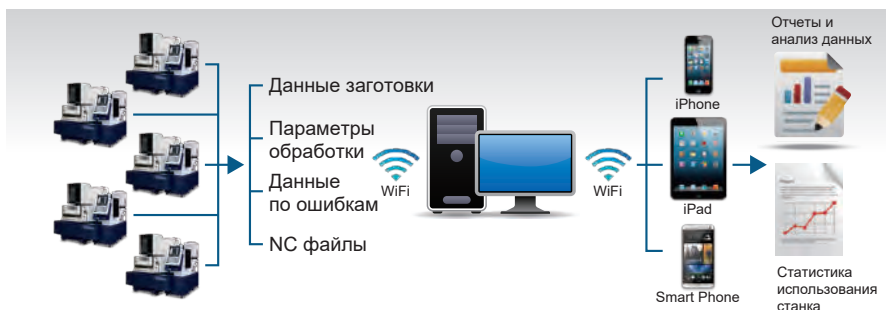 Данные заготовки
Параметры
обработки
Данные
по ошибкам
NC файлы
WiFi
WiFi
iPhone
iPad
Smart Phone
Отчеты и
анализ данных
Статистика
использования
станка